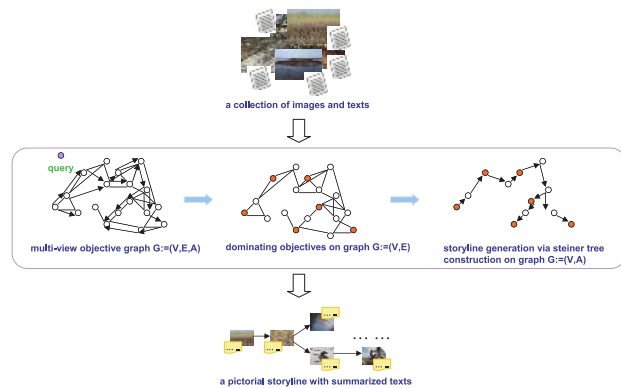 a collection of images and texts
query
multi-view objective graph G:=(V,E,A)
dominating objectives on graph G:=(V,E)
storyline generation via steiner tree
construction on graph G:=(V,A)
... ...
a pictorial storyline with summarized texts